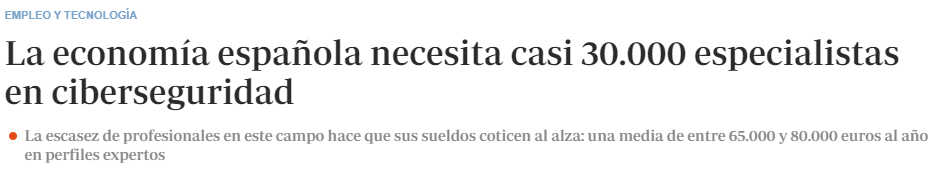 EMPLEO Y TECNOLOGÍA
La economía española necesita casi 30.000 especialistas
en ciberseguridad
La escasez de profesionales en este campo hace que sus sueldos coticen al alza: una media de entre 65.000 y 80.000 euros al año
en perfiles expertos